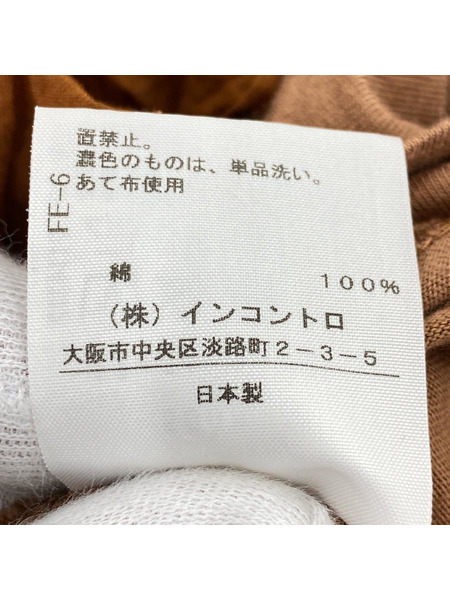 置禁止。
濃色のものは、単品洗い。
あて布使用
FE-6
綿 100%
(株) インコントロ
大阪市中央区淡路町2-3-5
日本製